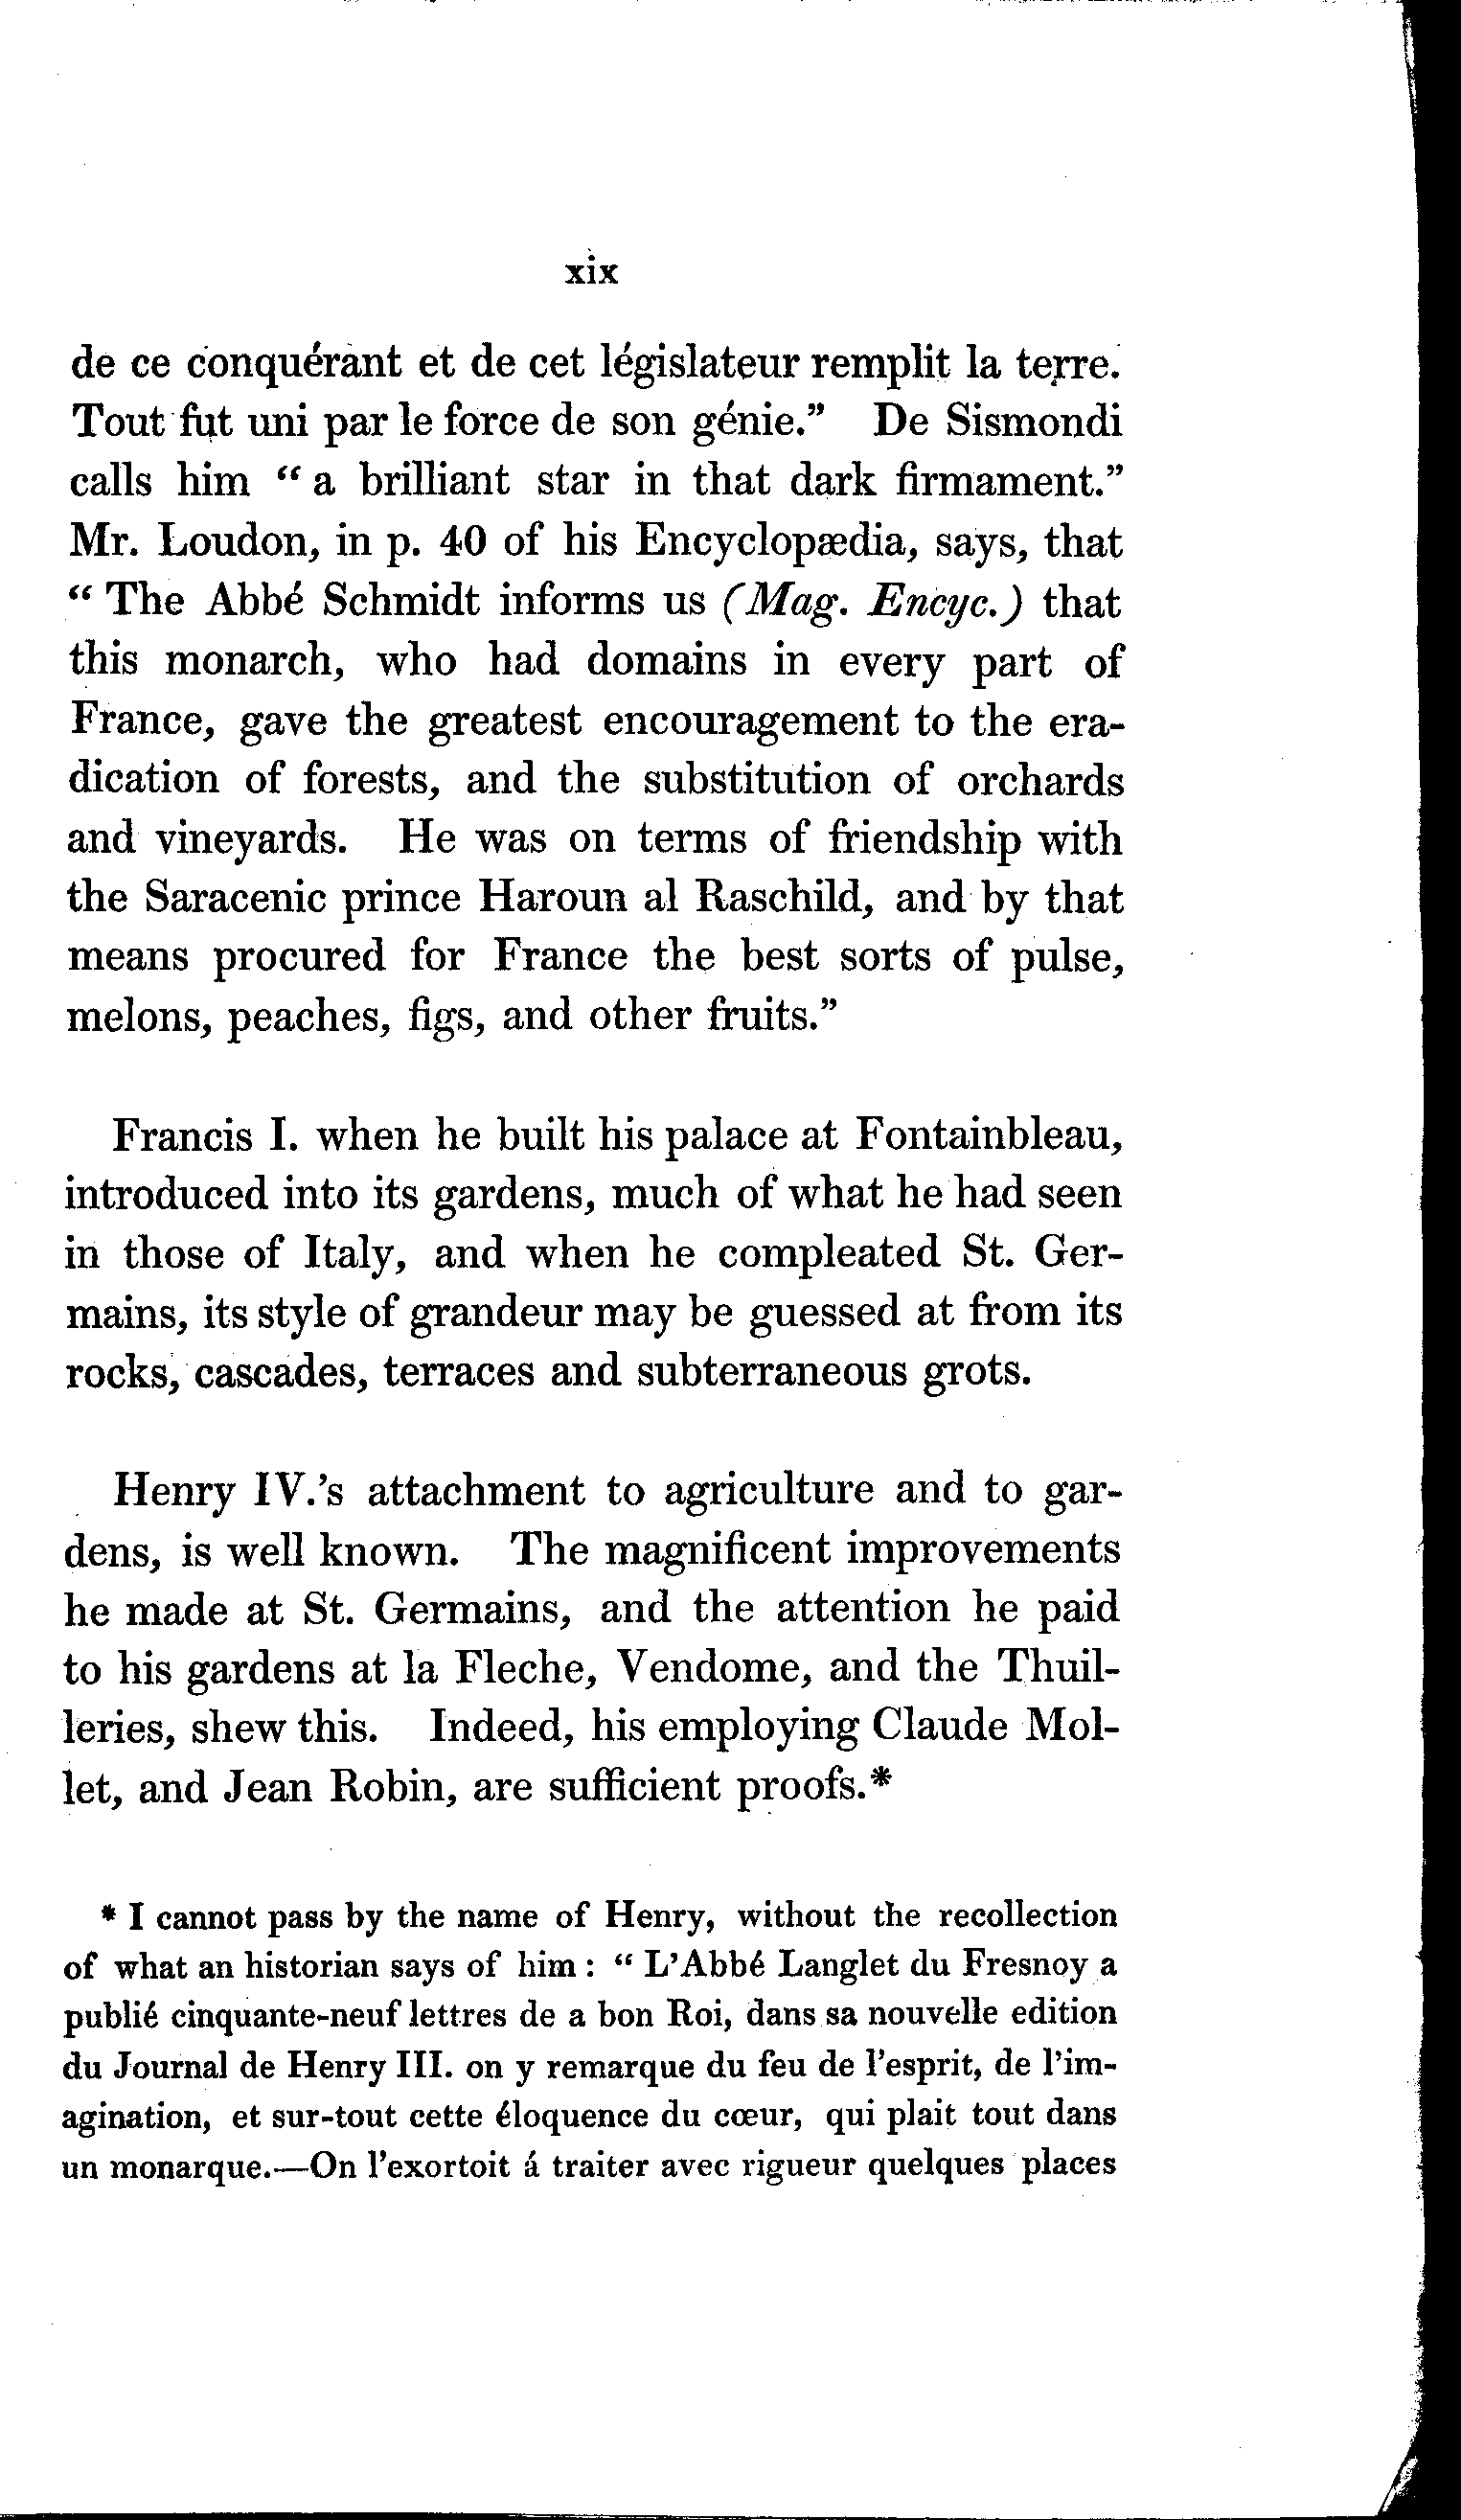 xix
de ce conquérant et de cet législateur remplit la terre.
Tout fut uni par le force de son génie.” De Sismondi
calls him “ a brilliant star in that dark firmament.”
Mr. Loudon, in p. 40 of his Encyclopædia, says, that
“ The Abbé Schmidt informs us (Mag. Encyc.) that
this monarch, who had domains in every part of
France, gave the greatest encouragement to the era-
dication of forests, and the substitution of orchards
and vineyards. He was on terms of friendship with
the Saracenic prince Haroun al Raschild, and by that
means procured for France the best sorts of pulse,
melons, peaches, figs, and other fruits.”
Francis I. when he built his palace at Fontainbleau,
introduced into its gardens, much of what he had seen
in those of Italy, and when he compleated St. Ger-
mains, its style of grandeur may be guessed at from its
rocks, cascades, terraces and subterraneous grots.
Henry IV.’s attachment to agriculture and to gar-
dens, is well known. The magnificent improvements
he made at St. Germains, and the attention he paid
to his gardens at la Fleche, Vendome, and the Thuil-
leries, shew this. Indeed, his employing Claude Mol-
let, and Jean Robin, are sufficient proofs.*
* I cannot pass by the name of Henry, without the recollection
of what an historian says of him : “ L’Abbé Langlet du Fresnoy a
publié cinquante-neuf lettres de a bon Roi, dans sa nouvelle edition
du Journal de Henry III. on y remarque du feu de l’esprit, de l’im-
agination, et sur-tout cette éloquence du cœur, qui plait tout dans
un monarque.—On l’exortoit á traiter avec rigueur quelques places